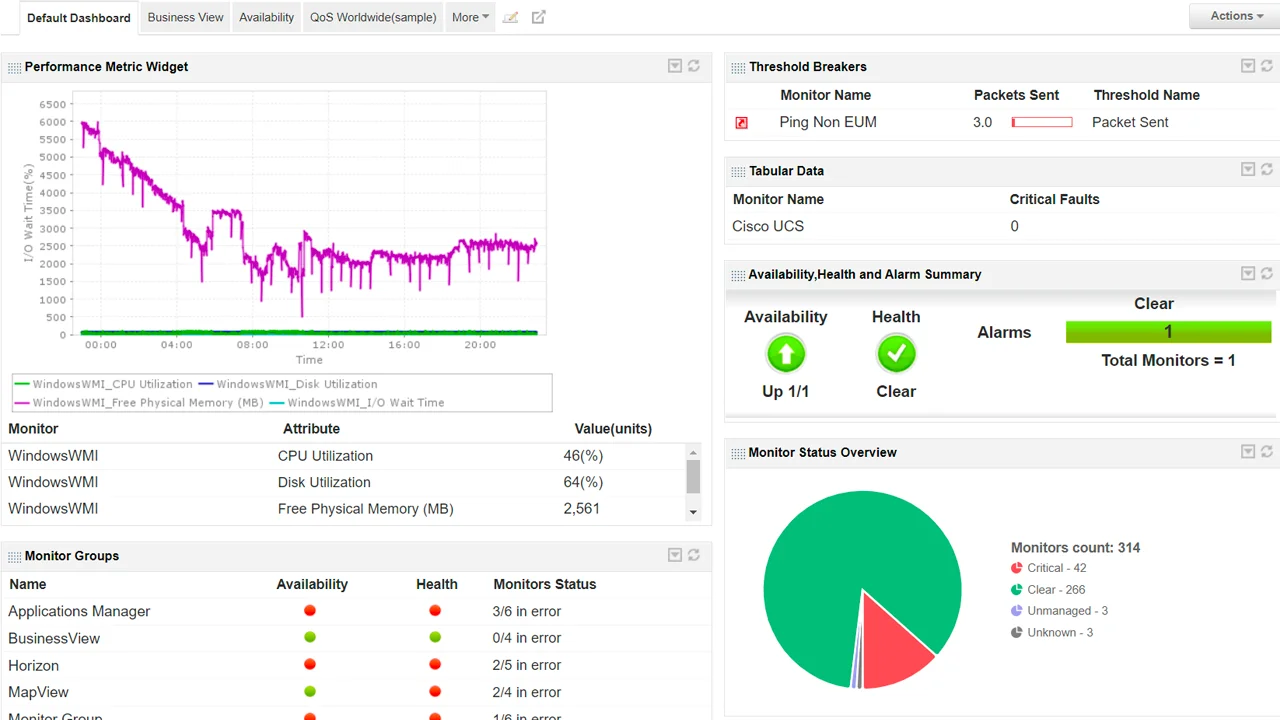 Default Dashboard Business View Availability QoS Worldwide(sample) More Actions
Performance Metric Widget
6500
6000
5500
5000
4500
4000
3500
3000
2500
2000
1500
1000
500
0
I/O Wait Time(%)
00:00 04:00 08:00 12:00 16:00 20:00
Time
WindowsWMI_CPU Utilization WindowsWMI_Disk Utilization
WindowsWMI_Free Physical Memory (MB) WindowsWMI_I/O Wait Time
Monitor Attribute Value(units)
WindowsWMI CPU Utilization 46(%)
WindowsWMI Disk Utilization 64(%)
WindowsWMI Free Physical Memory (MB) 2,561
Monitor Groups
Name Availability Health Monitors Status
Applications Manager 3/6 in error
BusinessView 0/4 in error
Horizon 2/5 in error
MapView 2/4 in error
Monitor Group 1/6 in error
Threshold Breakers
Monitor Name Packets Sent Threshold Name
Ping Non EUM 3.0 Packet Sent
Tabular Data
Monitor Name Critical Faults
Cisco UCS 0
Availability,Health and Alarm Summary
Availability Health Alarms Clear
1
Total Monitors = 1
Up 1/1 Clear
Monitor Status Overview
Monitors count: 314
Critical - 42
Clear - 266
Unmanaged - 3
Unknown - 3